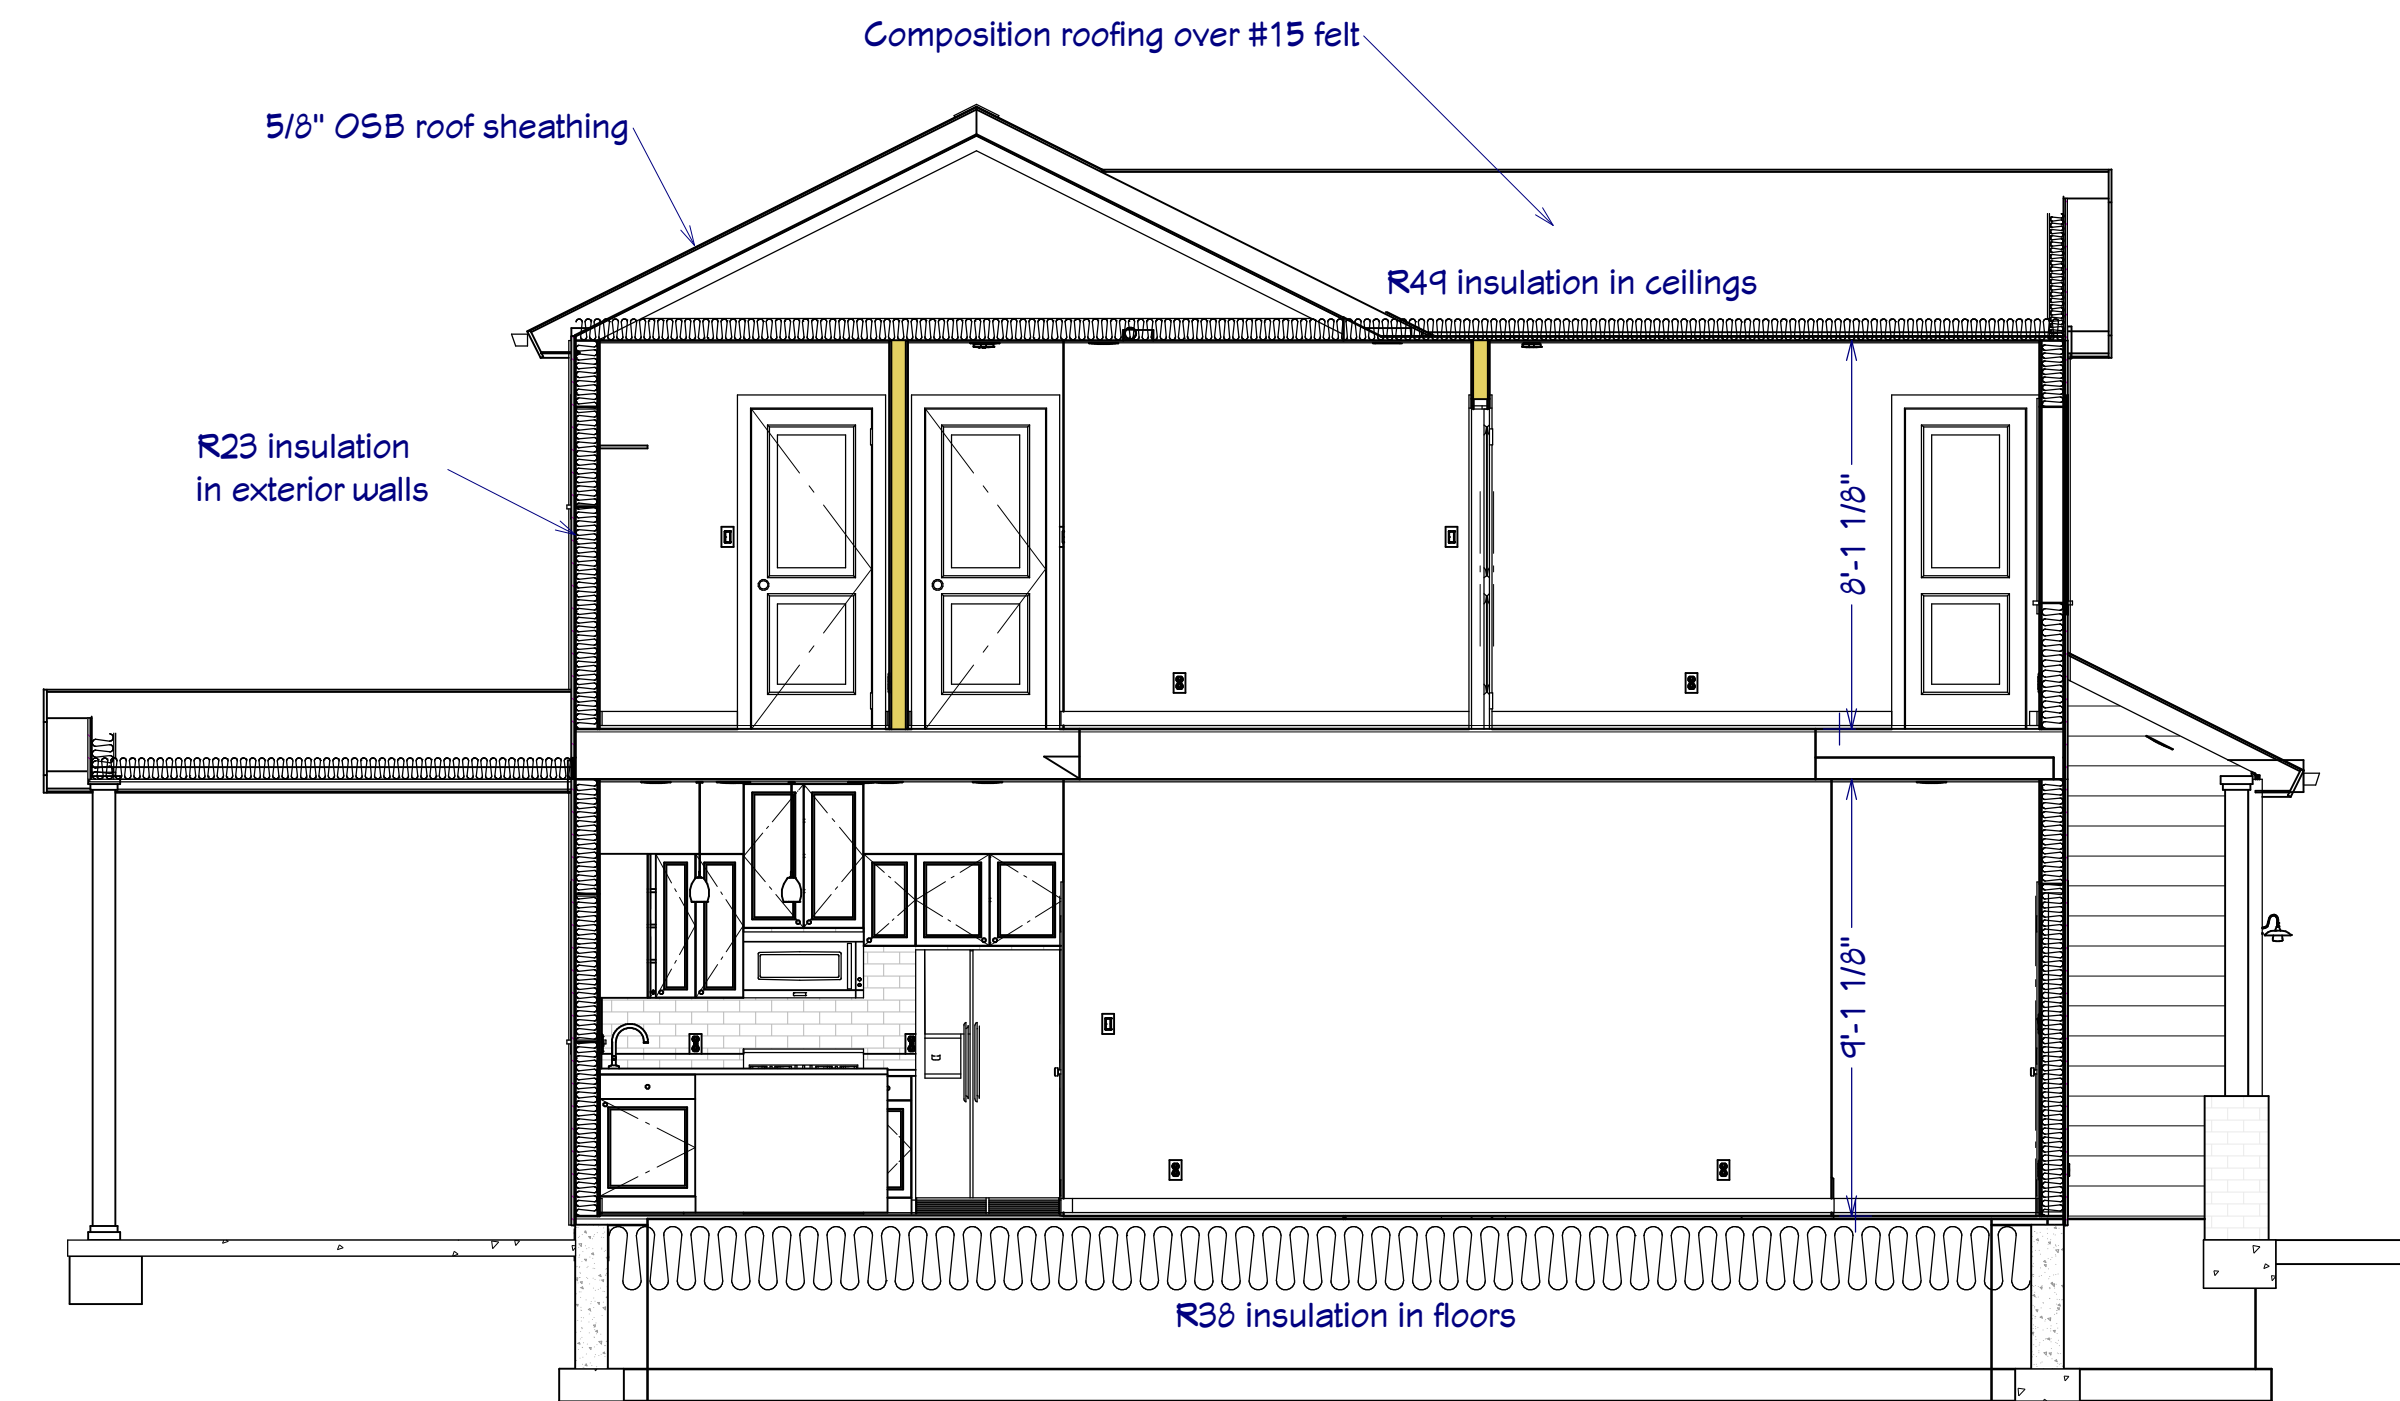 Composition roofing over #15 felt
5/8" OSB roof sheathing
R49 insulation in ceilings
R23 insulation
in exterior walls
8'-1 1/8"
9'-1 1/8"
R38 insulation in floors